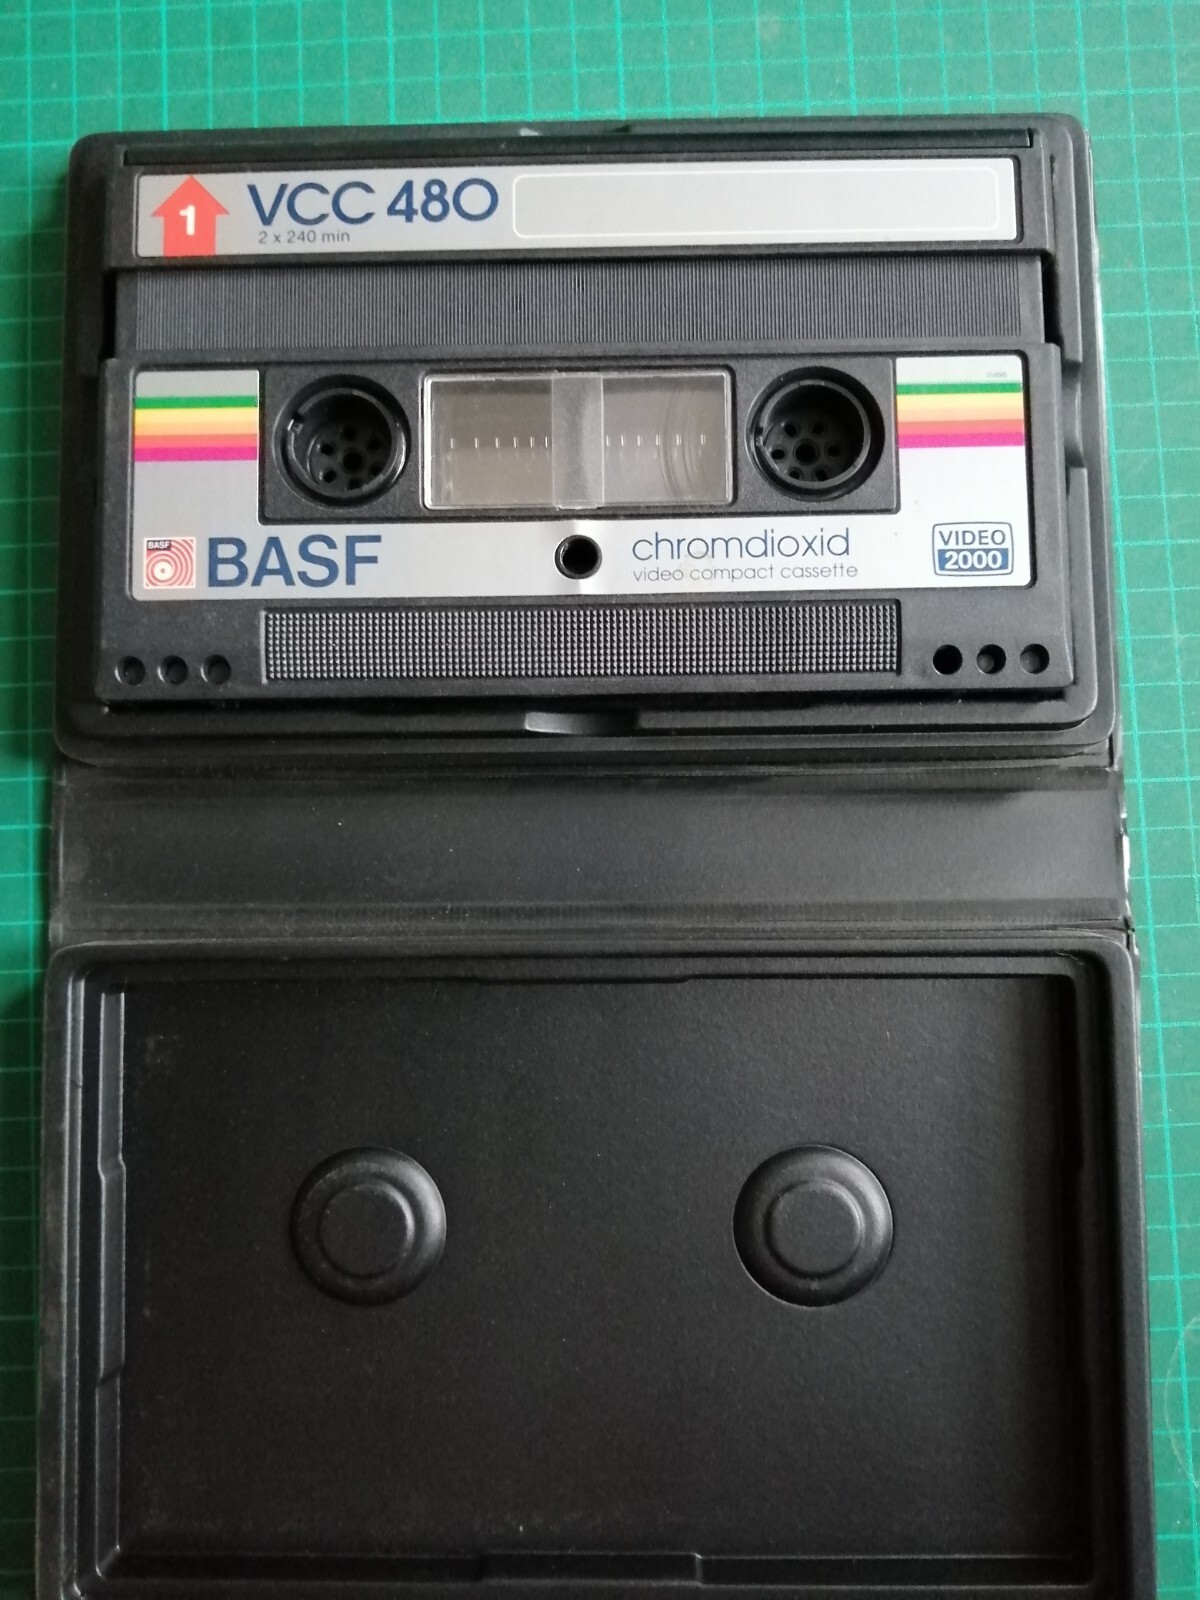 1
VCC 480
2 x 240 min
BASF
BASF
chromdioxid
video compact cassette
VIDEO
2000